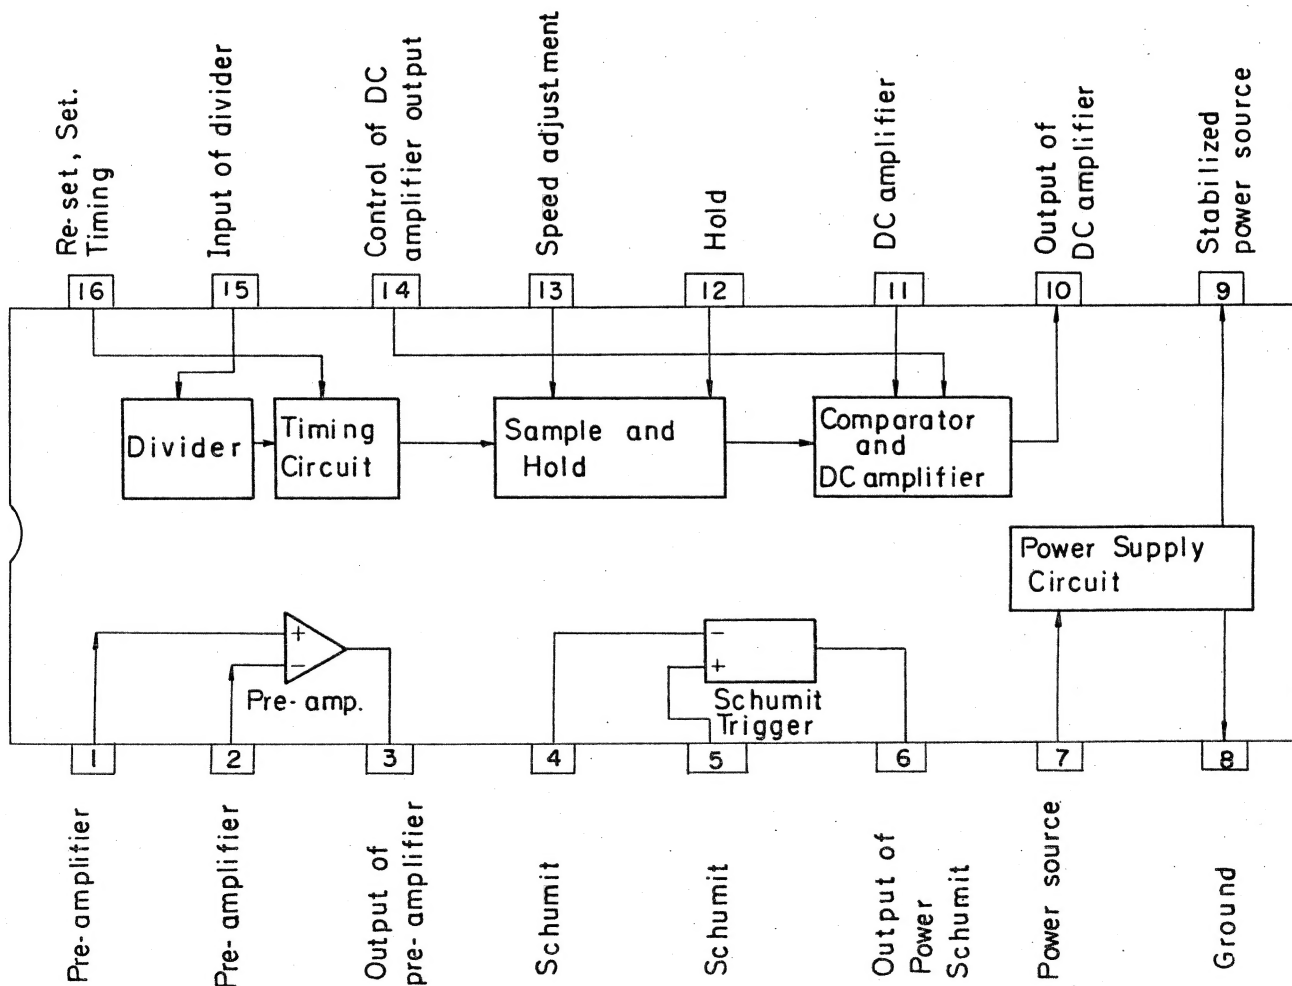 Re-set, Set.
Timing
Input of divider
Control of DC
amplifier output
Speed adjustment
Hold
DC amplifier
Output of
DC amplifier
Stabilized
power source
16
15
14
13
12
11
10
9
Divider
Timing
Circuit
Sample and
Hold
Comparator
and
DC amplifier
Power Supply
Circuit
+
−
Pre-amp.
−
+
Schumit
Trigger
1
2
3
4
5
6
7
8
Pre-amplifier
Pre-amplifier
Output of
pre-amplifier
Schumit
Schumit
Output of
Power
Schumit
Power source
Ground